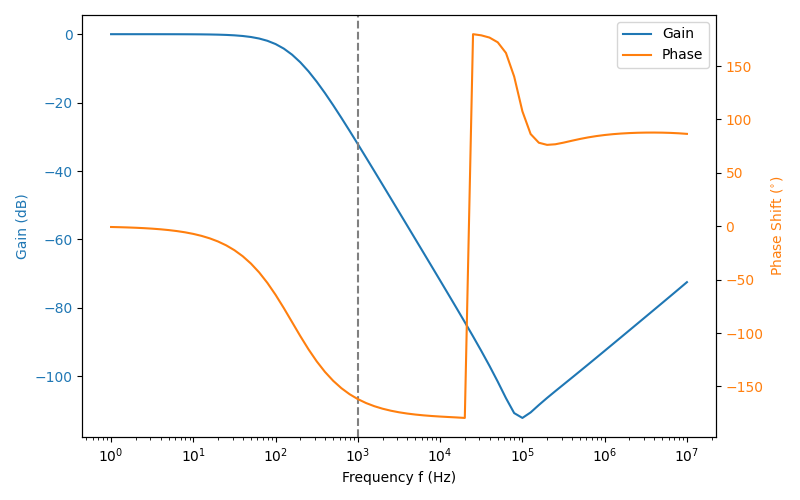 Gain
Phase
0
−20
−40
−60
−80
−100
Gain (dB)
150
100
50
0
−50
−100
−150
Phase Shift (°)
10⁰ 10¹ 10² 10³ 10⁴ 10⁵ 10⁶ 10⁷
Frequency f (Hz)